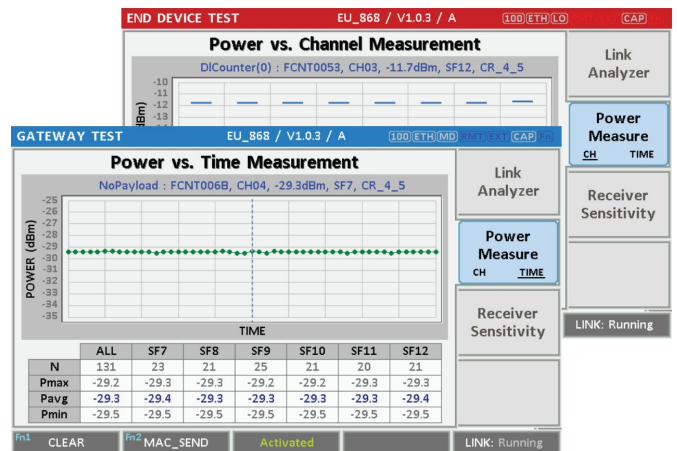 END DEVICE TEST EU_868 / V1.0.3 / A 100 ETH LO RMT EXT CAP Fn
Power vs. Channel Measurement
DlCounter(0) : FCNT0053, CH03, -11.7dBm, SF12, CR_4_5
-10
-11
-12
-13
Link
Analyzer
Power
Measure
CH TIME
Receiver
Sensitivity
LINK: Running
GATEWAY TEST EU_868 / V1.0.3 / A 100 ETH MD RMT EXT CAP Fn
Power vs. Time Measurement
NoPayload : FCNT006B, CH04, -29.3dBm, SF7, CR_4_5
POWER (dBm)
-25
-26
-27
-28
-29
-30
-31
-32
-33
-34
-35
TIME
ALL SF7 SF8 SF9 SF10 SF11 SF12
N 131 23 21 25 21 20 21
Pmax -29.2 -29.3 -29.3 -29.2 -29.2 -29.3 -29.3
Pavg -29.3 -29.4 -29.3 -29.3 -29.3 -29.3 -29.4
Pmin -29.5 -29.5 -29.5 -29.5 -29.5 -29.5 -29.5
Link
Analyzer
Power
Measure
CH TIME
Receiver
Sensitivity
Fn1 CLEAR Fn2 MAC_SEND Activated LINK: Running